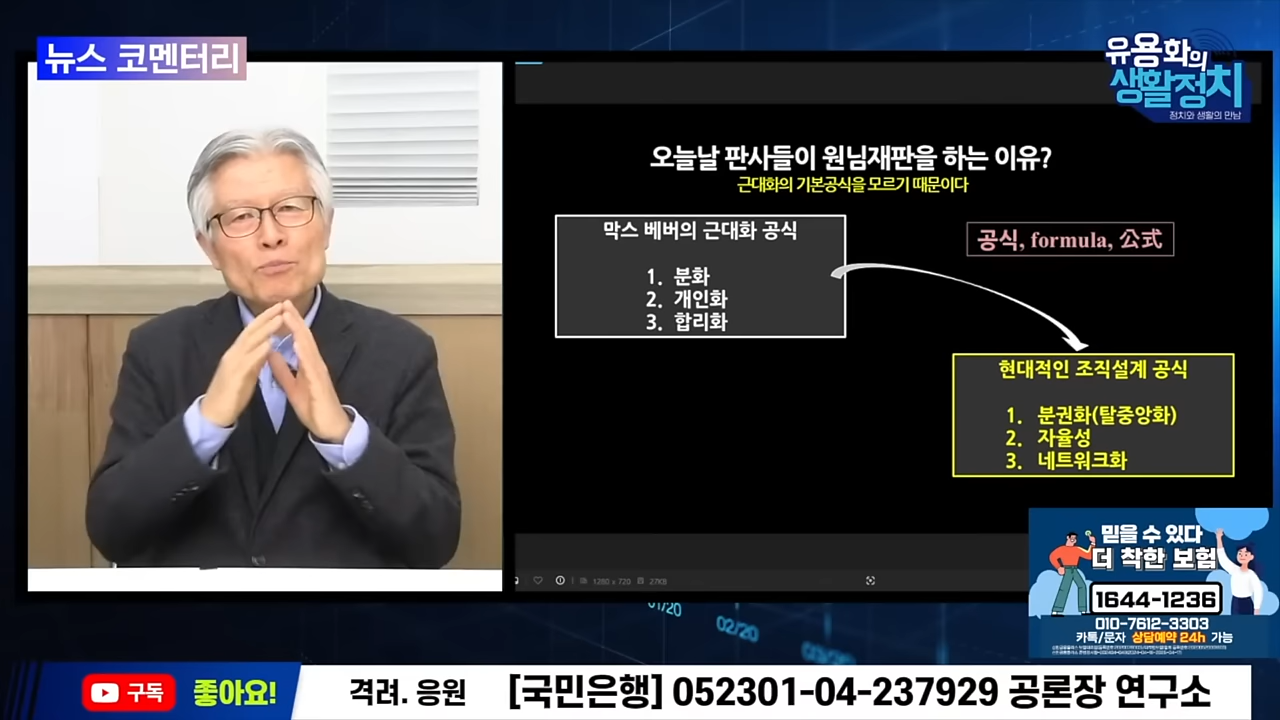 뉴스 코멘터리
유용화의
생활정치
정치와 생활의 만남
오늘날 판사들이 원님재판을 하는 이유?
근대화의 기본공식을 모르기 때문이다
막스 베버의 근대화 공식
1. 분화
2. 개인화
3. 합리화
공식, formula, 公式
현대적인 조직설계 공식
1. 분권화(탈중앙화)
2. 자율성
3. 네트워크화
1280 x 720 27KB
01/20
02/20
믿을 수 있다
더 착한 보험
1644-1236
010-7612-3303
카톡/문자 상담예약 24h 가능
구독 좋아요! 격려. 응원 [국민은행] 052301-04-237929 공론장 연구소